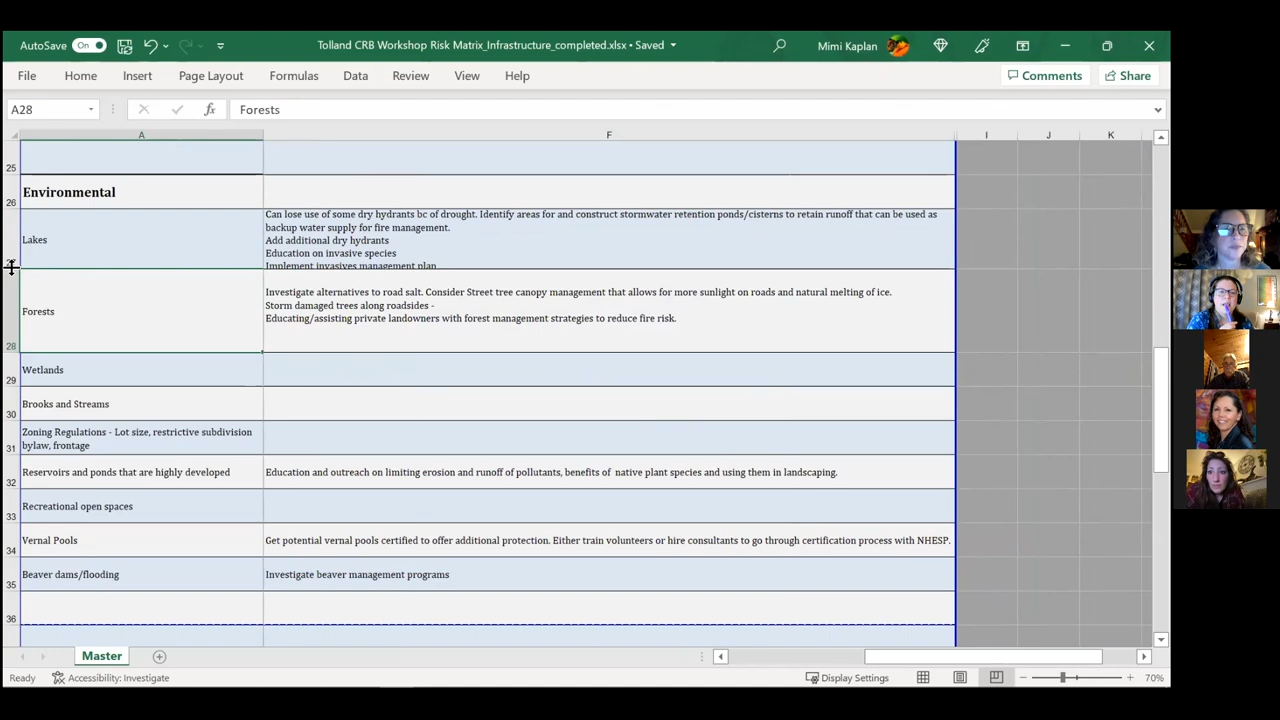 AutoSave On Tolland CRB Workshop Risk Matrix_Infrastructure_completed.xlsx • Saved Mimi Kaplan
File Home Insert Page Layout Formulas Data Review View Help Comments Share
A28 fx Forests
A F I J K
25
26 Environmental
Lakes
Can lose use of some dry hydrants bc of drought. Identify areas for and construct stormwater retention ponds/cisterns to retain runoff that can be used as
backup water supply for fire management.
Add additional dry hydrants
Education on invasive species
Implement invasives management plan
28 Forests
Investigate alternatives to road salt. Consider Street tree canopy management that allows for more sunlight on roads and natural melting of ice.
Storm damaged trees along roadsides -
Educating/assisting private landowners with forest management strategies to reduce fire risk.
29 Wetlands
30 Brooks and Streams
31 Zoning Regulations - Lot size, restrictive subdivision
bylaw, frontage
32 Reservoirs and ponds that are highly developed Education and outreach on limiting erosion and runoff of pollutants, benefits of native plant species and using them in landscaping.
33 Recreational open spaces
34 Vernal Pools Get potential vernal pools certified to offer additional protection. Either train volunteers or hire consultants to go through certification process with NHESP.
35 Beaver dams/flooding Investigate beaver management programs
36
Master
Ready Accessibility: Investigate Display Settings 70%